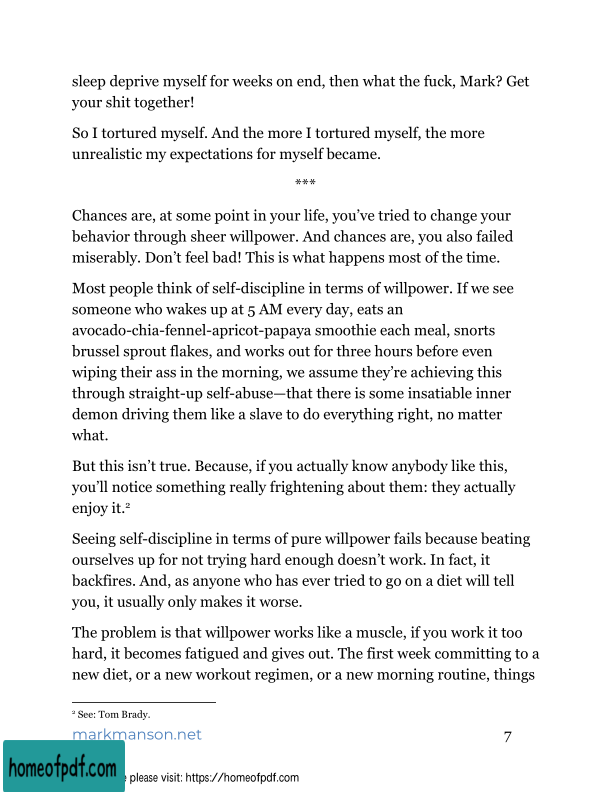 sleep deprive myself for weeks on end, then what the fuck, Mark? Get
your shit together!
So I tortured myself. And the more I tortured myself, the more
unrealistic my expectations for myself became.
***
Chances are, at some point in your life, you’ve tried to change your
behavior through sheer willpower. And chances are, you also failed
miserably. Don’t feel bad! This is what happens most of the time.
Most people think of self-discipline in terms of willpower. If we see
someone who wakes up at 5 AM every day, eats an
avocado-chia-fennel-apricot-papaya smoothie each meal, snorts
brussel sprout flakes, and works out for three hours before even
wiping their ass in the morning, we assume they’re achieving this
through straight-up self-abuse—that there is some insatiable inner
demon driving them like a slave to do everything right, no matter
what.
But this isn’t true. Because, if you actually know anybody like this,
you’ll notice something really frightening about them: they actually
enjoy it.²
Seeing self-discipline in terms of pure willpower fails because beating
ourselves up for not trying hard enough doesn’t work. In fact, it
backfires. And, as anyone who has ever tried to go on a diet will tell
you, it usually only makes it worse.
The problem is that willpower works like a muscle, if you work it too
hard, it becomes fatigued and gives out. The first week committing to a
new diet, or a new workout regimen, or a new morning routine, things
² See: Tom Brady.
markmanson.net 7
homeofpdf.com please visit: https://homeofpdf.com